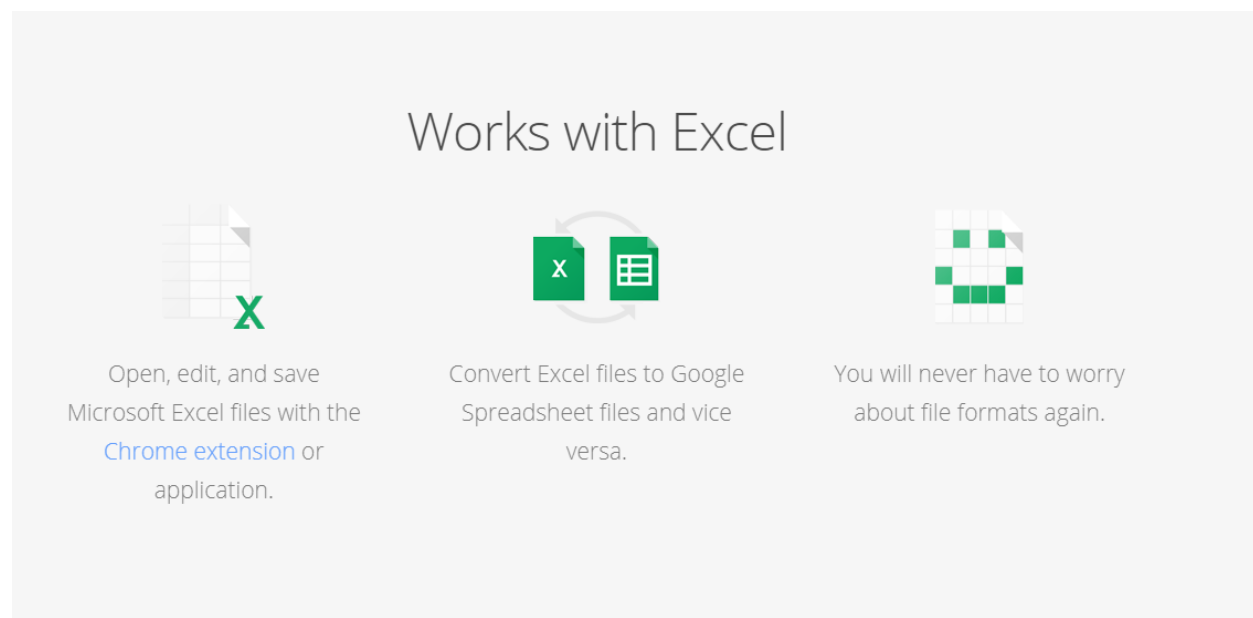 Works with Excel
Open, edit, and save
Microsoft Excel files with the
Chrome extension or
application.
X
Convert Excel files to Google
Spreadsheet files and vice
versa.
You will never have to worry
about file formats again.